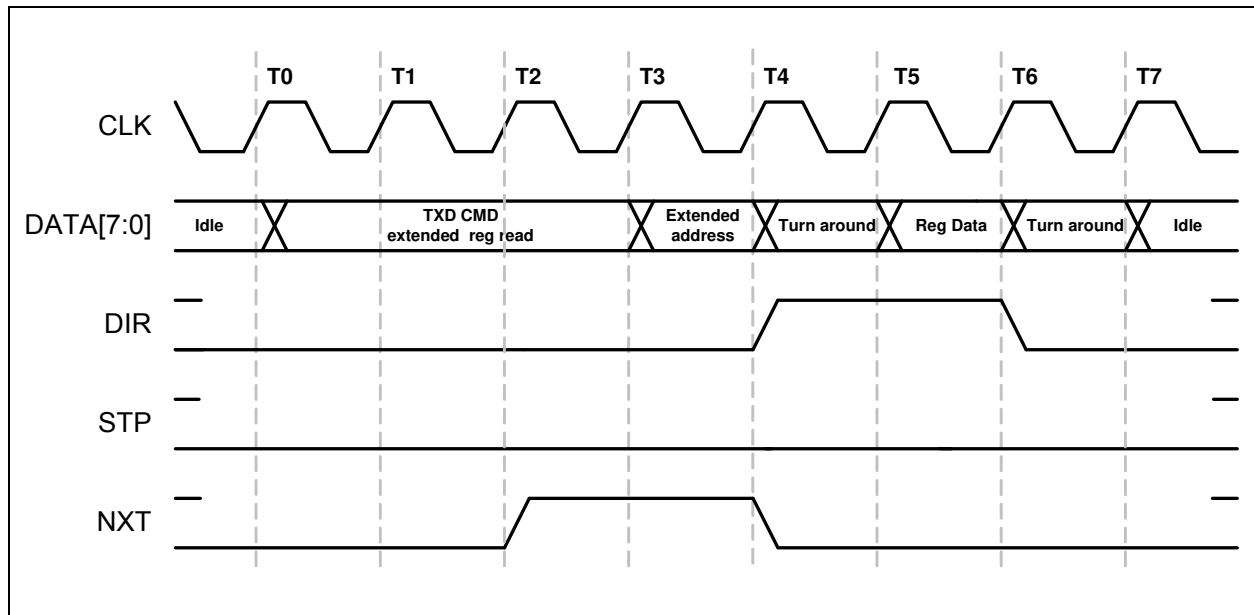 T0 T1 T2 T3 T4 T5 T6 T7
CLK
DATA[7:0]
Idle
TXD CMD
extended reg read
Extended
address
Turn around
Reg Data
Turn around
Idle
DIR
STP
NXT